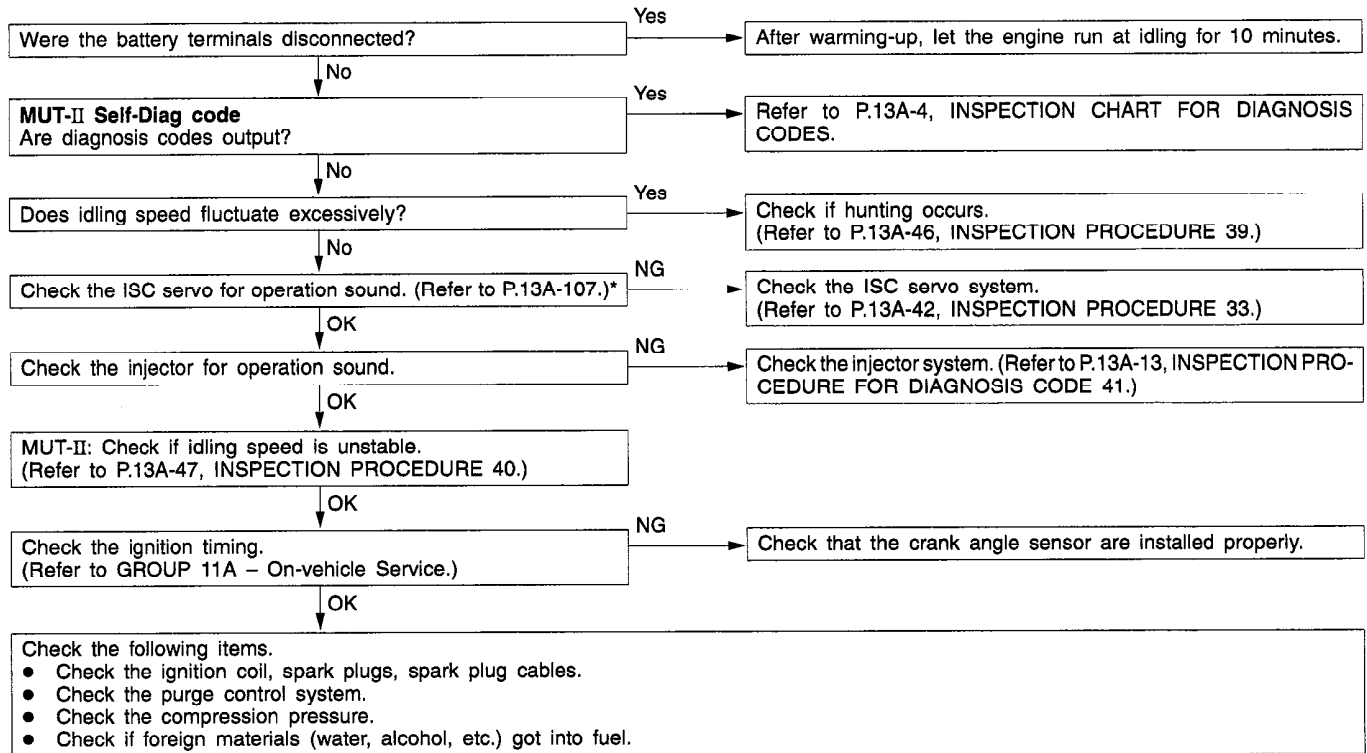 Yes
Were the battery terminals disconnected?
After warming-up, let the engine run at idling for 10 minutes.
No
Yes
MUT-II Self-Diag code
Are diagnosis codes output?
Refer to P.13A-4, INSPECTION CHART FOR DIAGNOSIS
CODES.
No
Yes
Does idling speed fluctuate excessively?
Check if hunting occurs.
(Refer to P.13A-46, INSPECTION PROCEDURE 39.)
No
NG
Check the ISC servo for operation sound. (Refer to P.13A-107.)*
Check the ISC servo system.
(Refer to P.13A-42, INSPECTION PROCEDURE 33.)
OK
NG
Check the injector for operation sound.
Check the injector system. (Refer to P.13A-13, INSPECTION PRO-
CEDURE FOR DIAGNOSIS CODE 41.)
OK
MUT-II: Check if idling speed is unstable.
(Refer to P.13A-47, INSPECTION PROCEDURE 40.)
OK
NG
Check the ignition timing.
(Refer to GROUP 11A – On-vehicle Service.)
Check that the crank angle sensor are installed properly.
OK
Check the following items.
● Check the ignition coil, spark plugs, spark plug cables.
● Check the purge control system.
● Check the compression pressure.
● Check if foreign materials (water, alcohol, etc.) got into fuel.